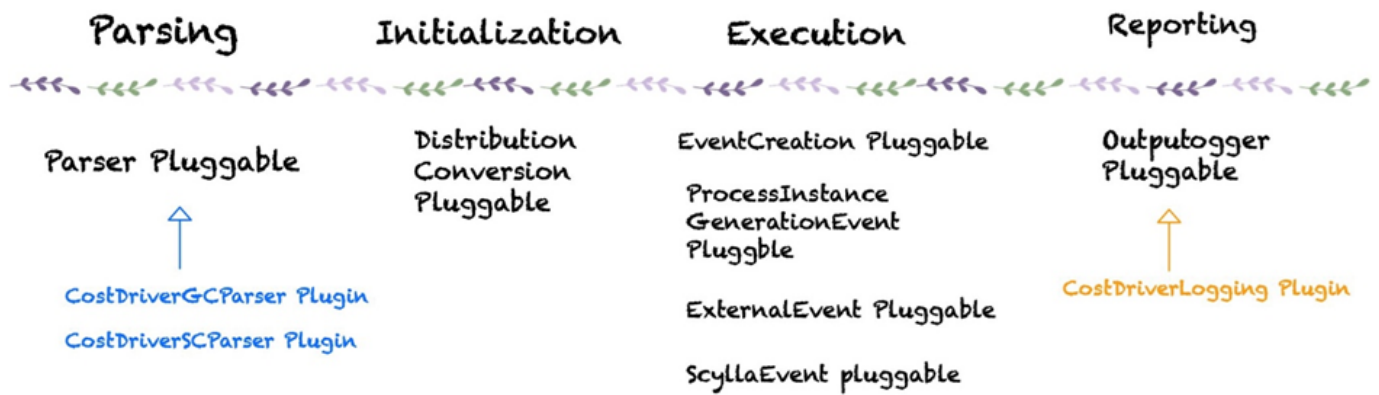 Parsing
Initialization
Execution
Reporting
Parser Pluggable
CostDriverGCParser Plugin
CostDriverSCParser Plugin
Distribution
Conversion
Pluggable
EventCreation Pluggable
ProcessInstance
GenerationEvent
Pluggble
ExternalEvent Pluggable
ScyllaEvent pluggable
Outputogger
Pluggable
CostDriverLogging Plugin